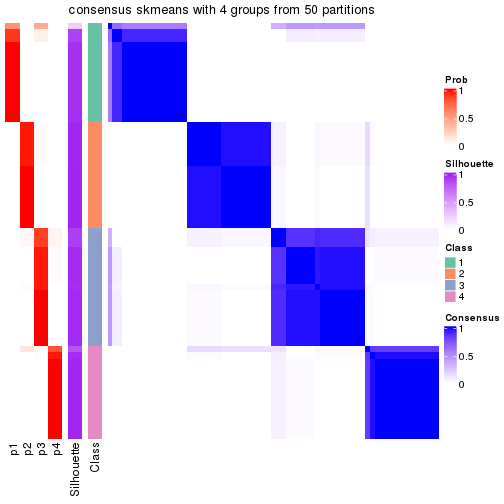 consensus skmeans with 4 groups from 50 partitions
Prob
1
0.5
0
Silhouette
1
0.5
0
Class
1
2
3
4
Consensus
1
0.5
0
p1
p2
p3
p4
Silhouette
Class